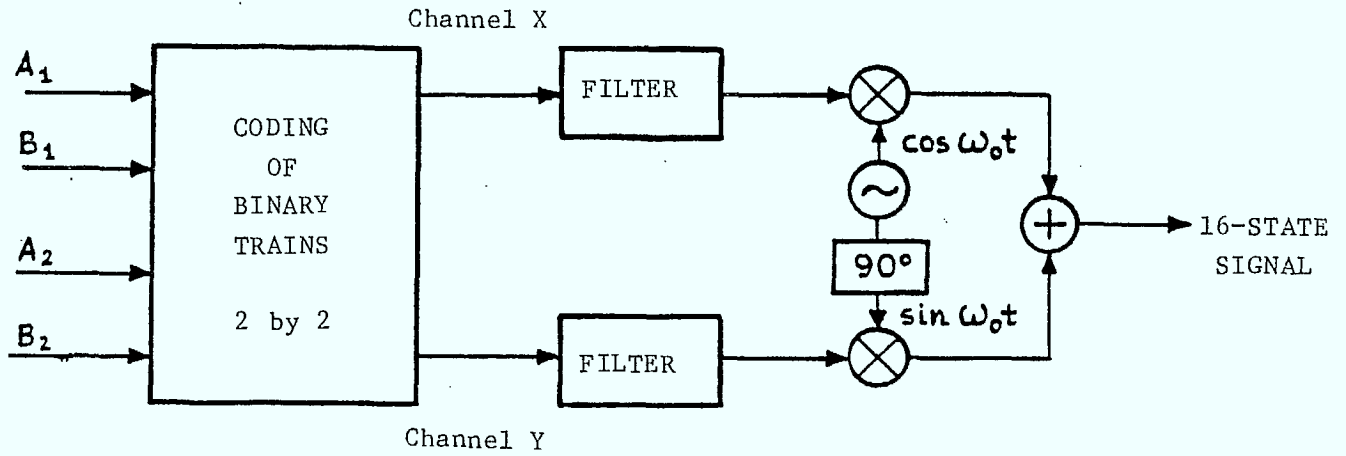 Channel X
A₁
B₁
A₂
B₂
CODING
OF
BINARY
TRAINS
2 by 2
FILTER
FILTER
cos ω₀t
~
90°
sin ω₀t
+
16-STATE
SIGNAL
Channel Y